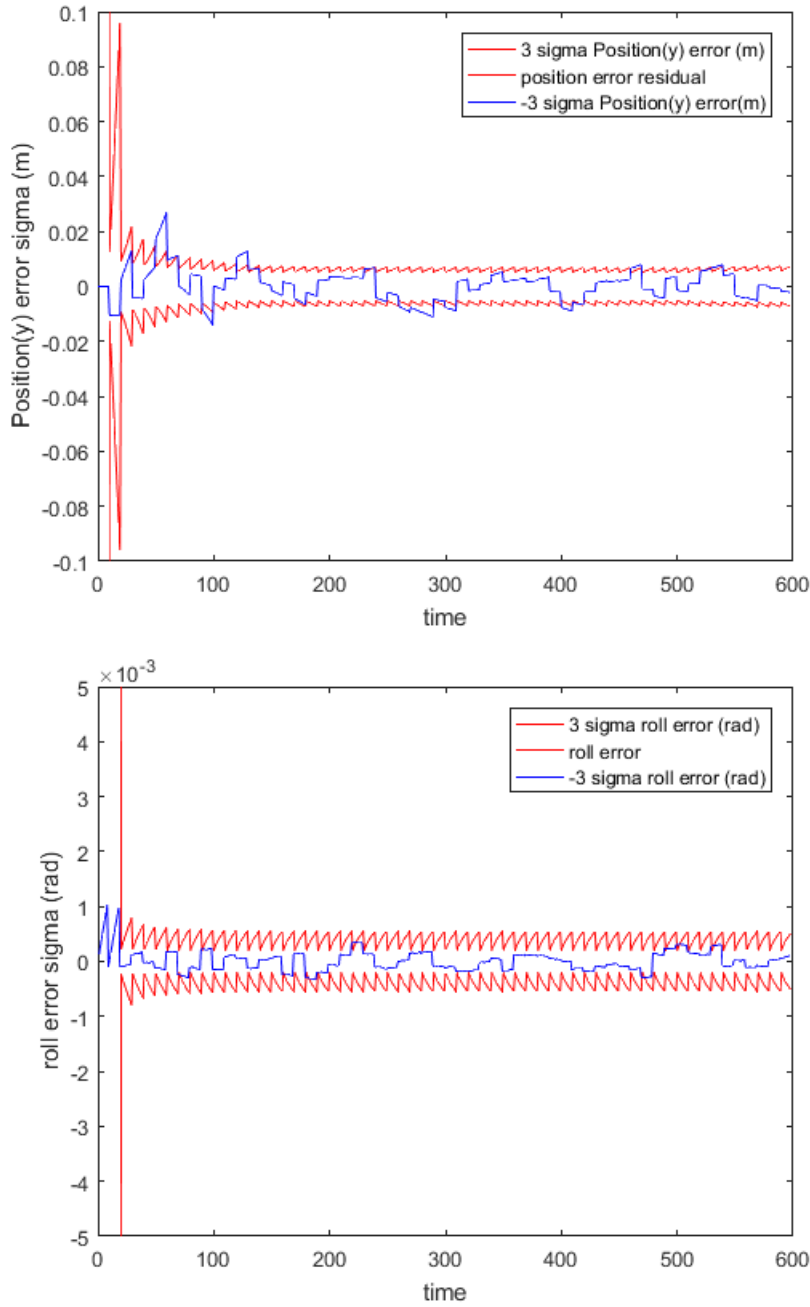 3 sigma Position(y) error (m)
position error residual
-3 sigma Position(y) error(m)
Position(y) error sigma (m)
0.1
0.08
0.06
0.04
0.02
0
-0.02
-0.04
-0.06
-0.08
-0.1
0 100 200 300 400 500 600
time
×10⁻³
3 sigma roll error (rad)
roll error
-3 sigma roll error (rad)
roll error sigma (rad)
5
4
3
2
1
0
-1
-2
-3
-4
-5
0 100 200 300 400 500 600
time